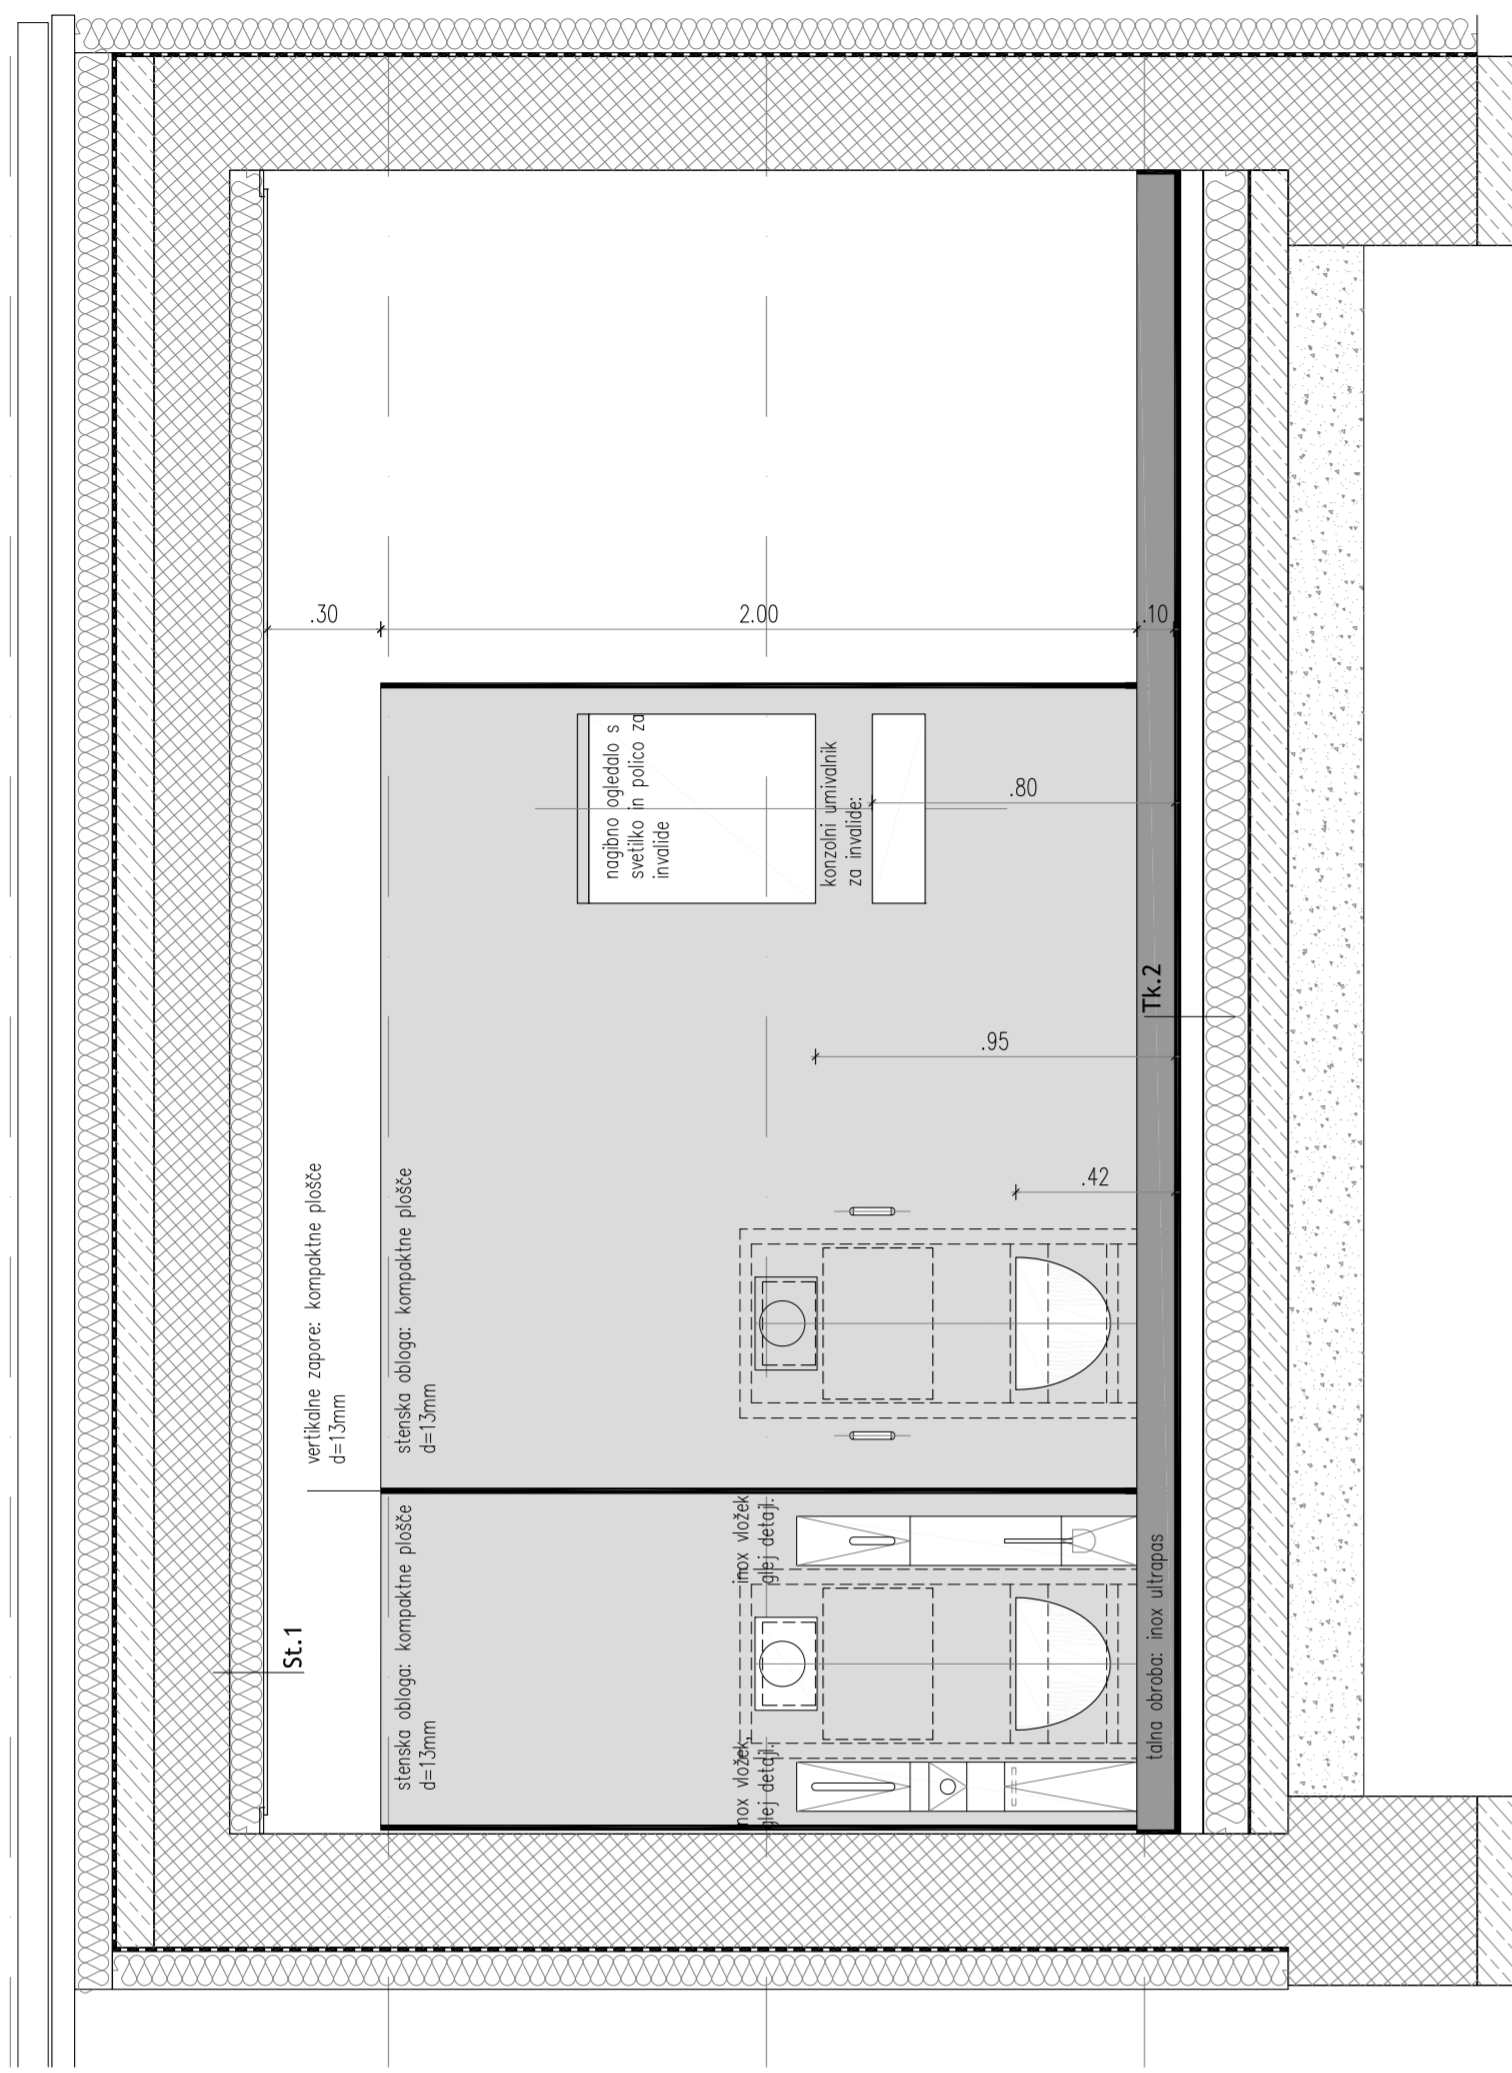 St.1
vertikalne zapore: kompaktne plošče
d=13mm
.30
stenska obloga: kompaktne plošče
d=13mm
stenska obloga: kompaktne plošče
d=13mm
nagibno ogledalo s
svetilko in polico za
invalide
2.00
inox vložek,
glej detajl.
inox vložek
glej detajl.
konzolni umivalnik
za invalide:
.95
.80
.42
talna obroba: inox ultrapas
Tk.2
.10